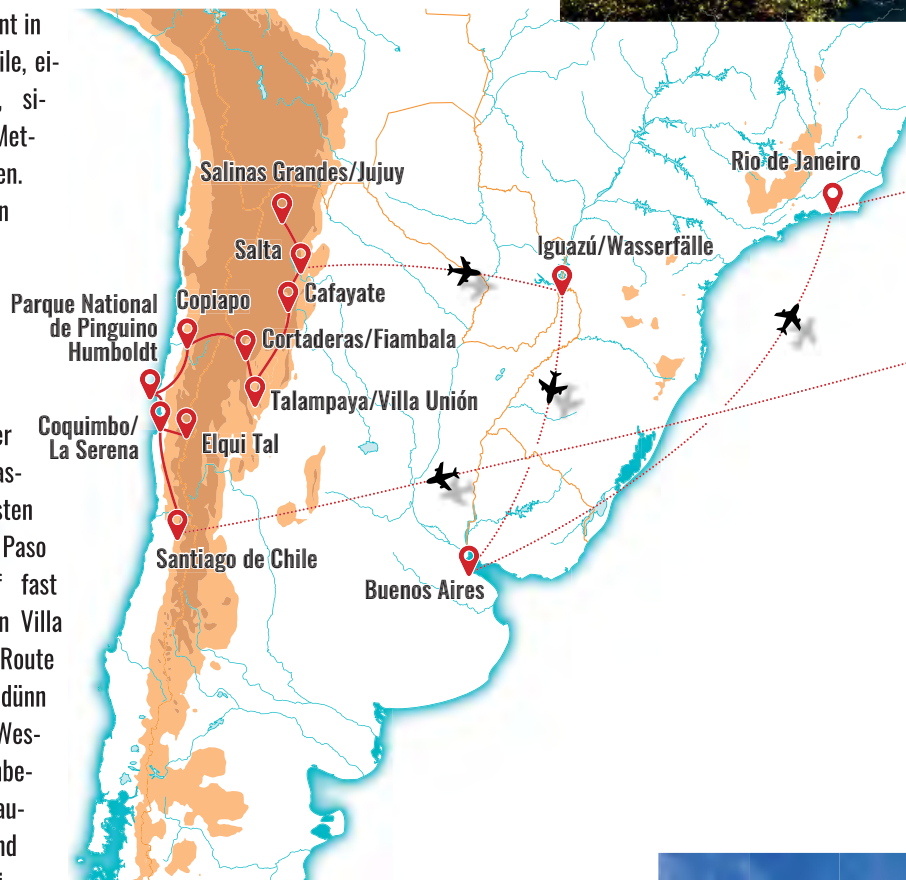 nt in
ile, ei-
, si-
Met-
en.
n
er
as-
sten
Paso
fast
n Villa
Route
dünn
Wes-
be-
au-
nd
Salinas Grandes/Jujuy
Rio de Janeiro
Salta
Iguazú/Wasserfälle
Cafayate
Copiapo
Parque National
de Pinguino
Humboldt
Cortaderas/Fiambala
Talampaya/Villa Unión
Coquimbo/
La Serena
Elqui Tal
Santiago de Chile
Buenos Aires